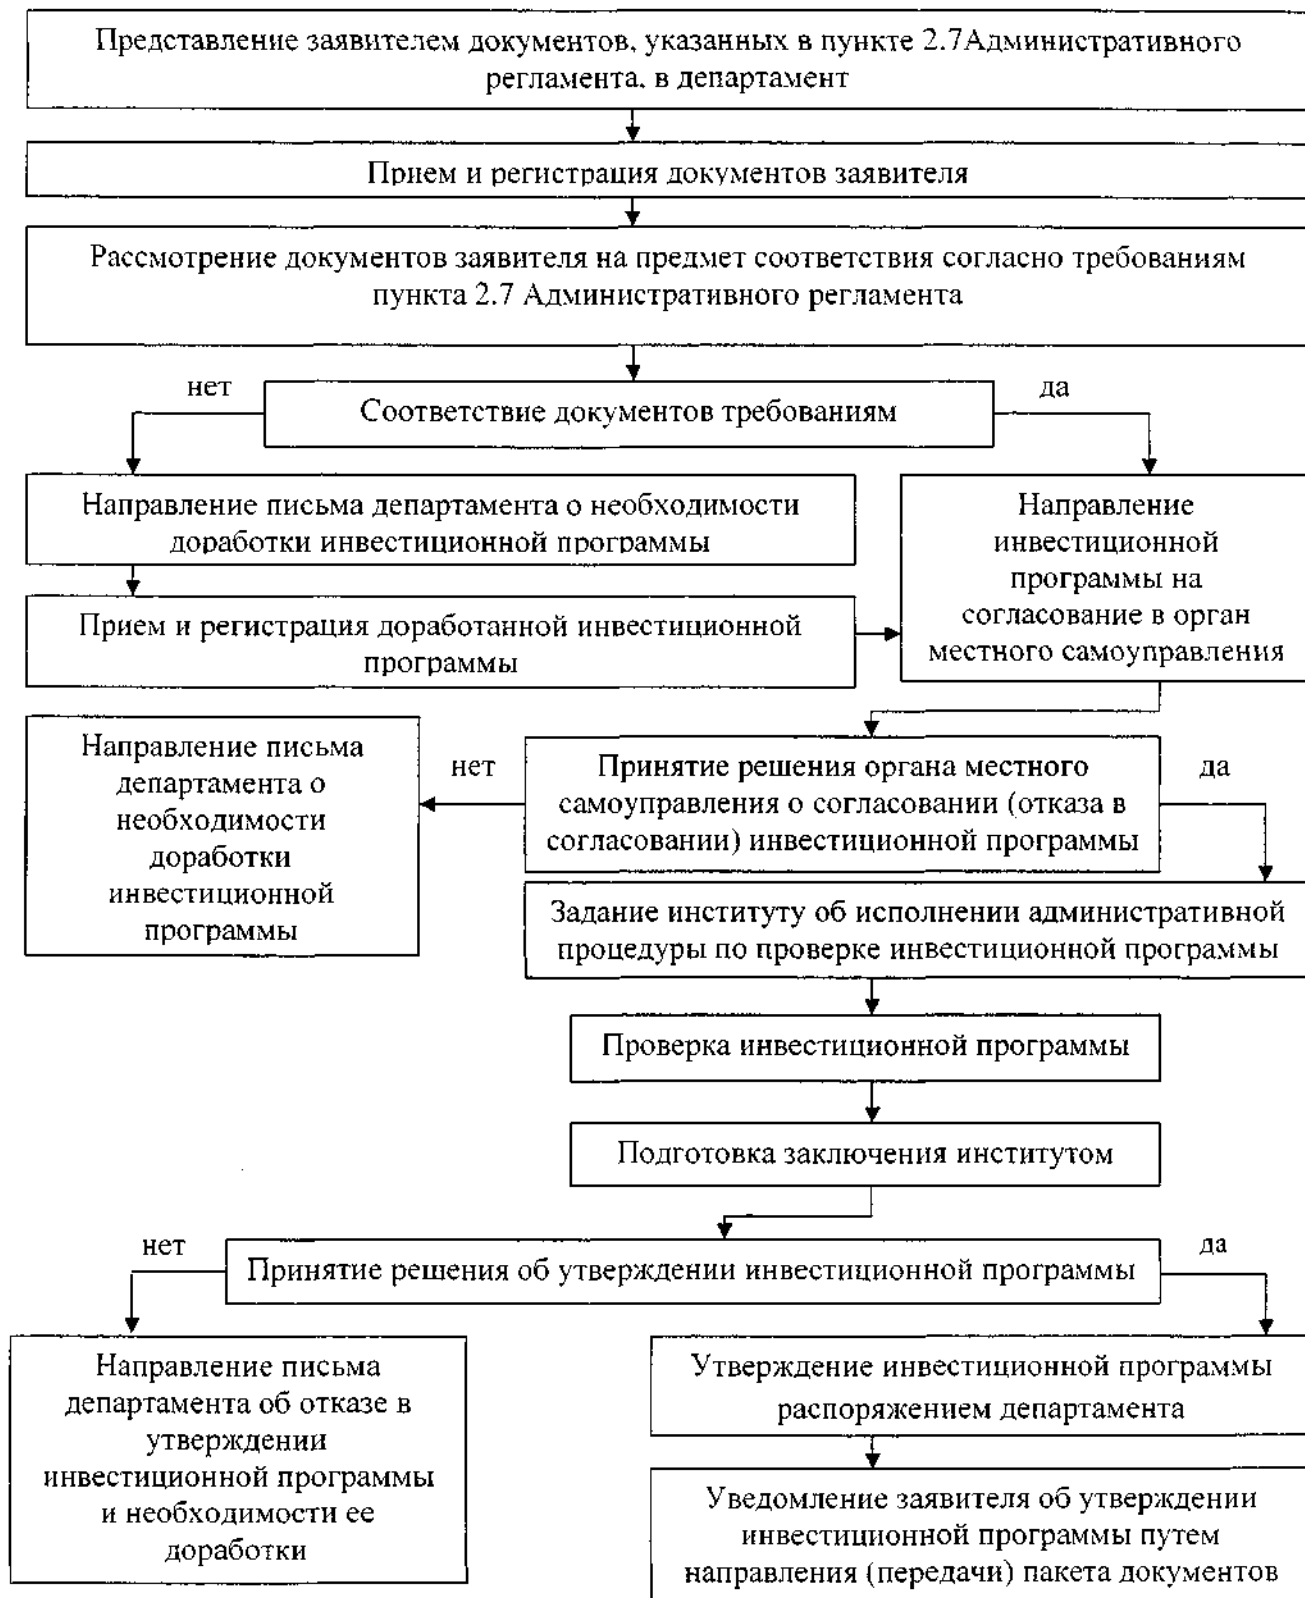 Представление заявителем документов, указанных в пункте 2.7Административного
регламента, в департамент
Прием и регистрация документов заявителя
Рассмотрение документов заявителя на предмет соответствия согласно требованиям
пункта 2.7 Административного регламента
нет
да
Соответствие документов требованиям
Направление письма департамента о необходимости
доработки инвестиционной программы
Направление
инвестиционной
программы на
согласование в орган
местного самоуправления
Прием и регистрация доработанной инвестиционной
программы
Направление письма
департамента о
необходимости
доработки
инвестиционной
программы
нет
Принятие решения органа местного
самоуправления о согласовании (отказа в
согласовании) инвестиционной программы
да
Задание институту об исполнении административной
процедуры по проверке инвестиционной программы
Проверка инвестиционной программы
Подготовка заключения институтом
нет
да
Принятие решения об утверждении инвестиционной программы
Направление письма
департамента об отказе в
утверждении
инвестиционной программы
и необходимости ее
доработки
Утверждение инвестиционной программы
распоряжением департамента
Уведомление заявителя об утверждении
инвестиционной программы путем
направления (передачи) пакета документов